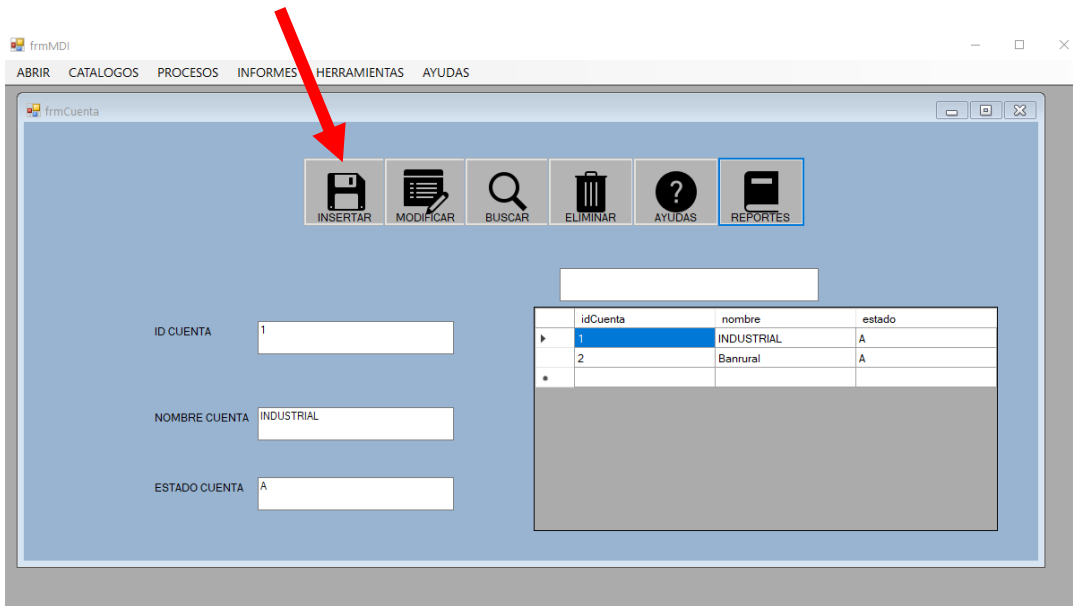 frmMDI
ABRIR CATALOGOS PROCESOS INFORMES HERRAMIENTAS AYUDAS
frmCuenta
INSERTAR MODIFICAR BUSCAR ELIMINAR AYUDAS REPORTES
ID CUENTA 1
NOMBRE CUENTA INDUSTRIAL
ESTADO CUENTA A
idCuenta nombre estado
1 INDUSTRIAL A
2 Banrural A